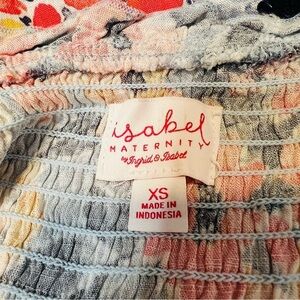 isabel
MATERNITY
by Ingrid & Isabel
XS
MADE IN
INDONESIA